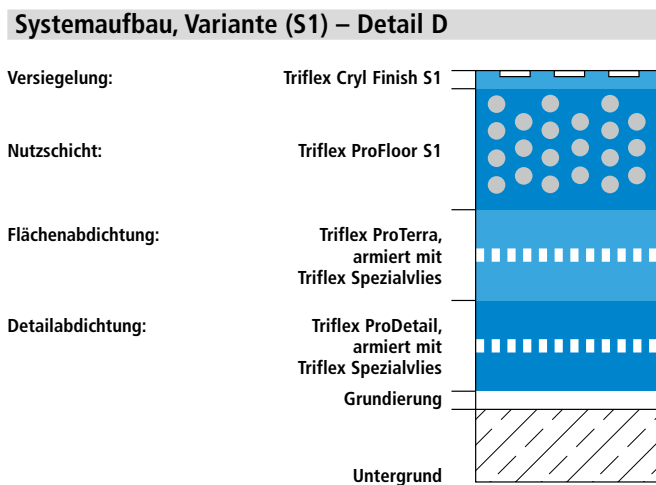 Systemaufbau, Variante (S1) – Detail D
Versiegelung: Triflex Cryl Finish S1
Nutzschicht: Triflex ProFloor S1
Flächenabdichtung: Triflex ProTerra,
armiert mit
Triflex Spezialvlies
Detailabdichtung: Triflex ProDetail,
armiert mit
Triflex Spezialvlies
Grundierung
Untergrund